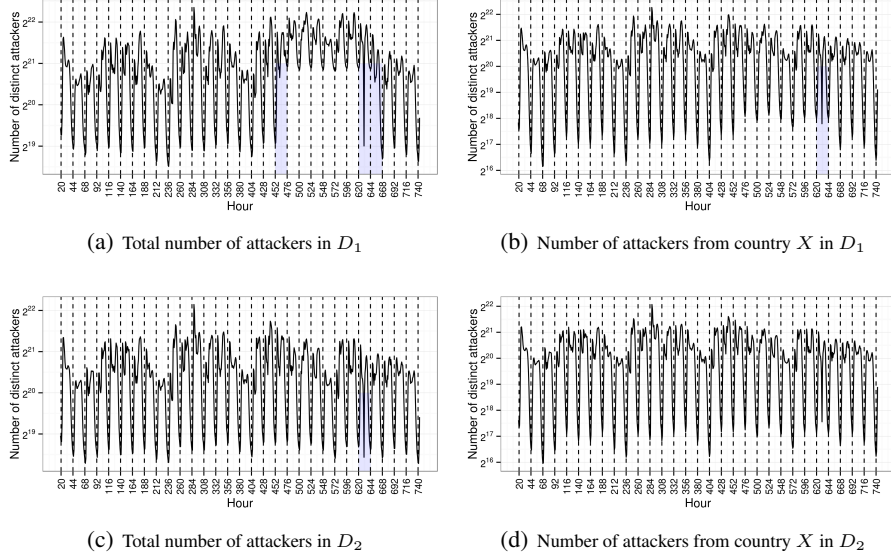 Number of distinct attackers
2^22
2^21
2^20
2^19
20 44 68 92 116 140 164 188 212 236 260 284 308 332 356 380 404 428 452 476 500 524 548 572 596 620 644 668 692 716 740
Hour
(a) Total number of attackers in D₁
Number of distinct attackers
2^22
2^21
2^20
2^19
2^18
2^17
2^16
20 44 68 92 116 140 164 188 212 236 260 284 308 332 356 380 404 428 452 476 500 524 548 572 596 620 644 668 692 716 740
Hour
(b) Number of attackers from country X in D₁
Number of distinct attackers
2^22
2^21
2^20
2^19
20 44 68 92 116 140 164 188 212 236 260 284 308 332 356 380 404 428 452 476 500 524 548 572 596 620 644 668 692 716 740
Hour
(c) Total number of attackers in D₂
Number of distinct attackers
2^22
2^21
2^20
2^19
2^18
2^17
2^16
20 44 68 92 116 140 164 188 212 236 260 284 308 332 356 380 404 428 452 476 500 524 548 572 596 620 644 668 692 716 740
Hour
(d) Number of attackers from country X in D₂